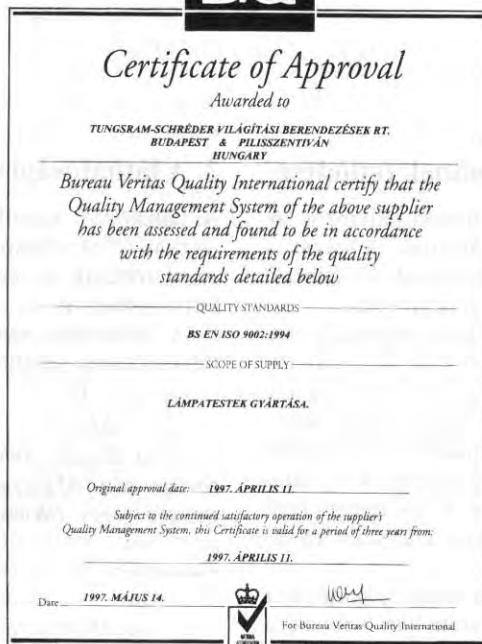 Certificate of Approval
Awarded to
TUNGSRAM-SCHRÉDER VILÁGÍTÁSI BERENDEZÉSEK RT.
BUDAPEST & PILISSZENTIVÁN
HUNGARY
Bureau Veritas Quality International certify that the
Quality Management System of the above supplier
has been assessed and found to be in accordance
with the requirements of the quality
standards detailed below
QUALITY STANDARDS
BS EN ISO 9002:1994
SCOPE OF SUPPLY
LÁMPATESTEK GYÁRTÁSA.
Original approval date: 1997. ÁPRILIS 11.
Subject to the continued satisfactory operation of the supplier's
Quality Management System, this Certificate is valid for a period of three years from:
1997. ÁPRILIS 11.
Date 1997. MÁJUS 14.
For Bureau Veritas Quality International